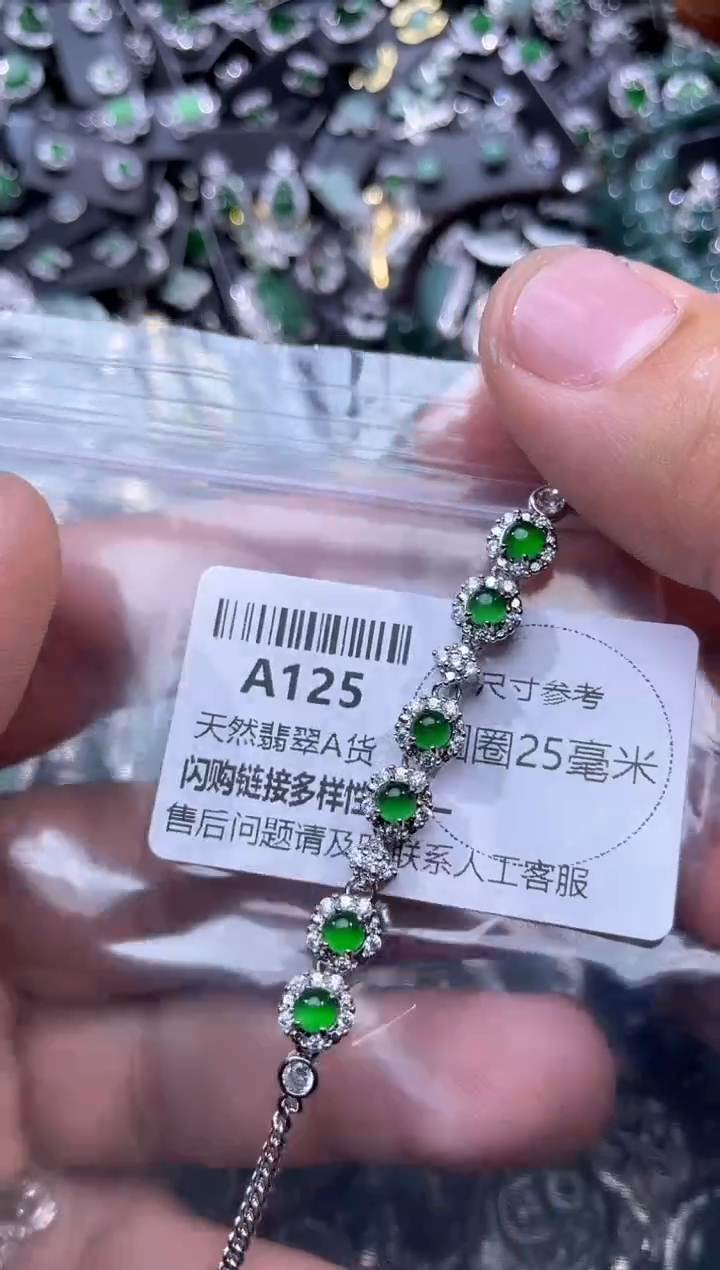 A125
天然翡翠A货
闪购链接多样性
售后问题请及 联系人工客服
尺寸参考
圈25毫米